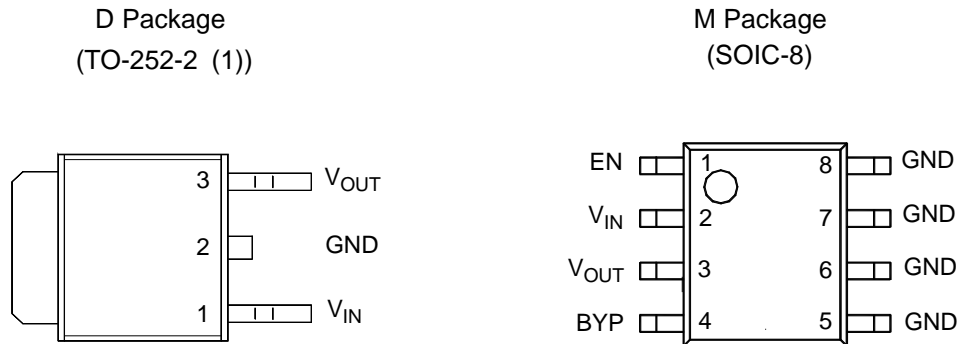 D Package
(TO-252-2 (1))
3 VOUT
2 GND
1 VIN
M Package
(SOIC-8)
EN 1 8 GND
VIN 2 7 GND
VOUT 3 6 GND
BYP 4 5 GND